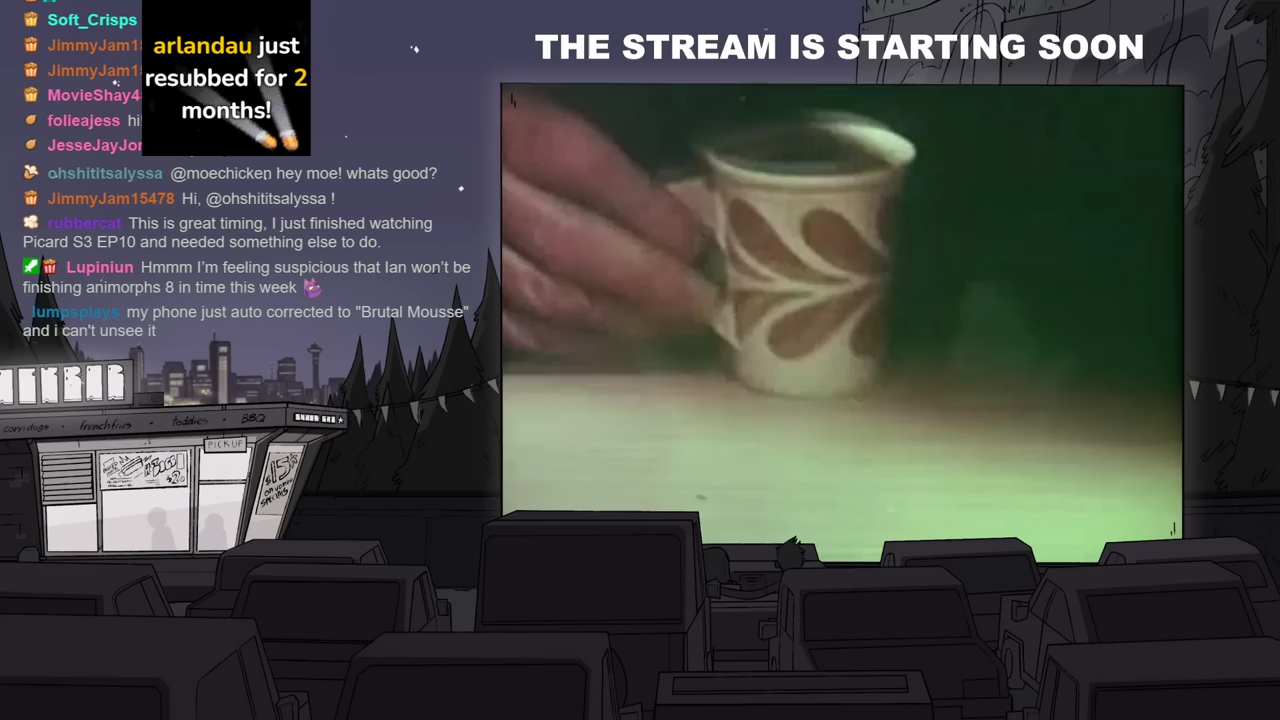 Soft_Crisps
THE STREAM IS STARTING SOON
arlandau just
resubbed for 2
months!
MovieShay4
folieajess hi
ohshititsalyssa @moechicken hey moe! whats good?
JimmyJam15478 Hi, @ohshititsalyssa !
rubbercat This is great timing, I just finished watching
Picard S3 EP10 and needed something else to do.
Lupiniun Hmmm I’m feeling suspicious that Ian won’t be
finishing animorphs 8 in time this week
lumpsplays my phone just auto corrected to "Brutal Mousse"
and i can't unsee it
corndogs · frenchfries · toddies · BBQ
PICKUP